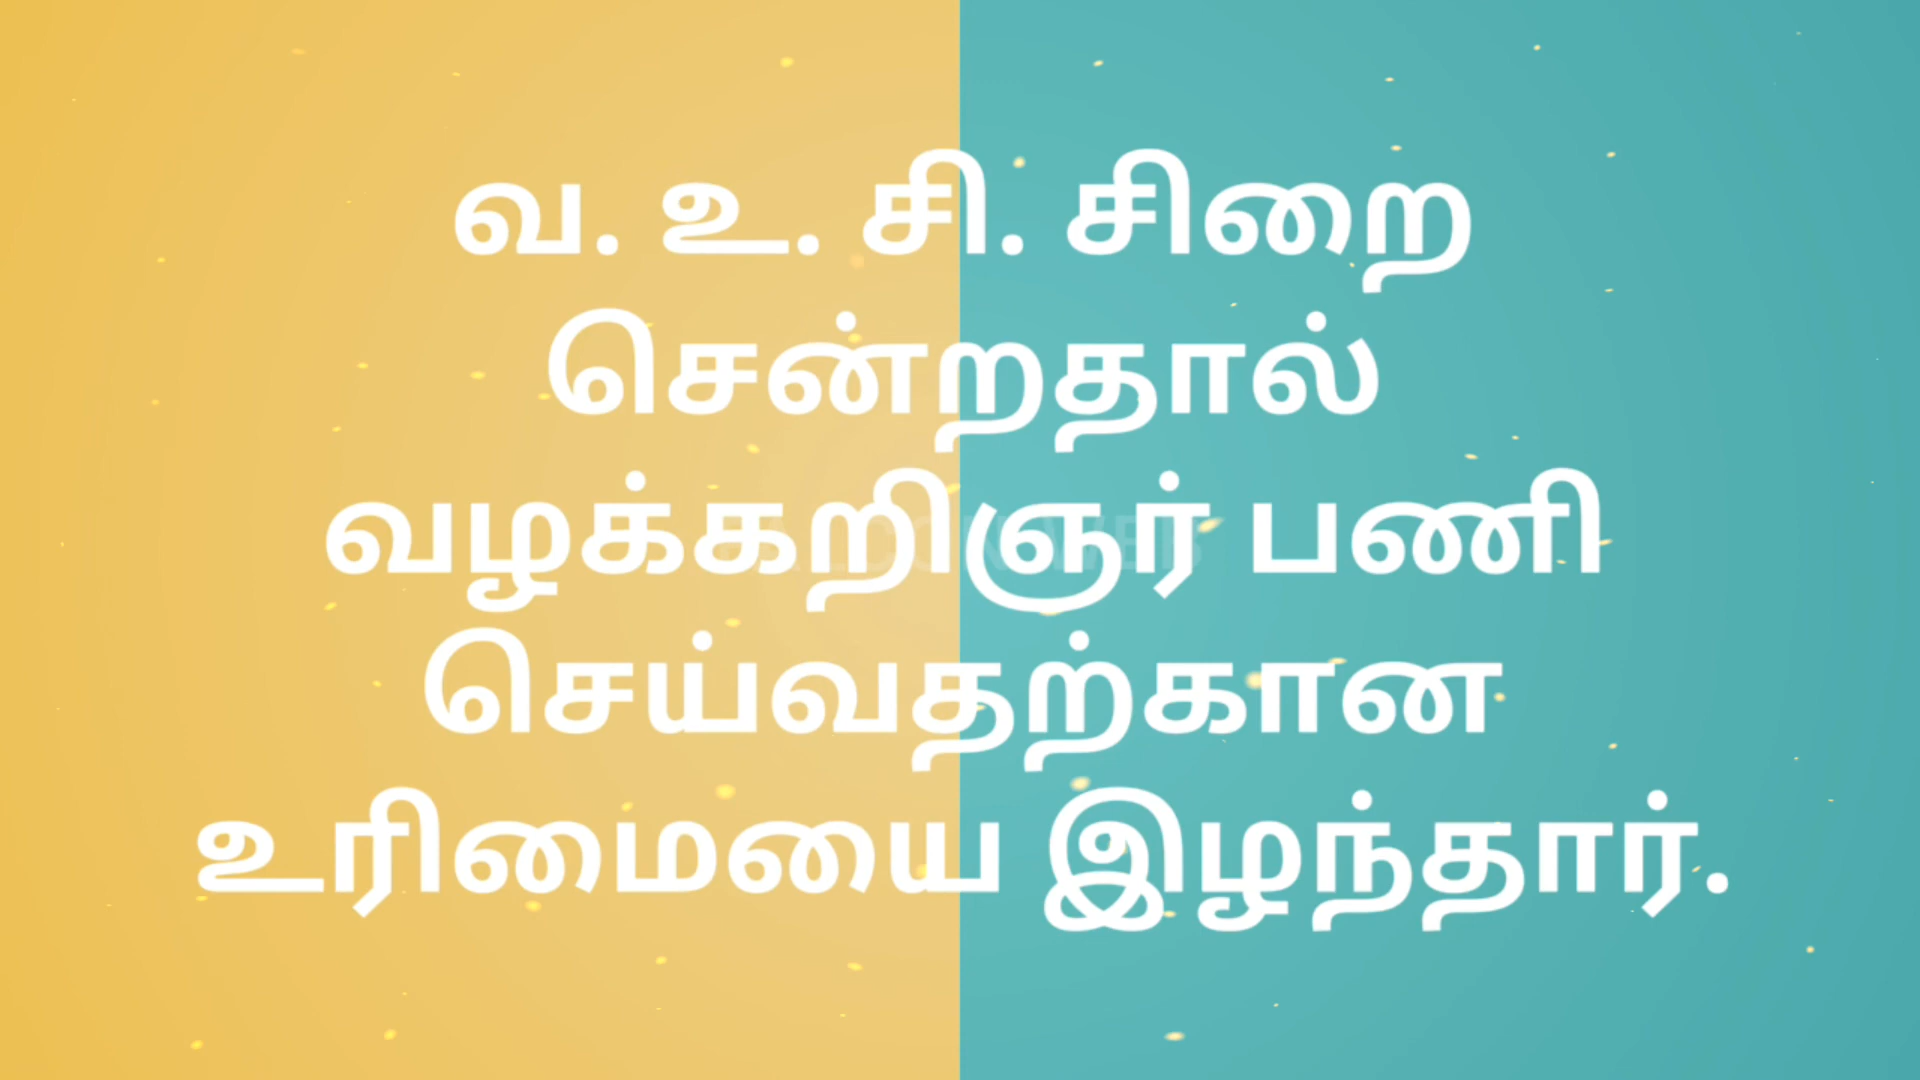 வ. உ. சி. சிறை
சென்றதால்
வழக்கறிஞர் பணி
செய்வதற்கான
உரிமையை இழந்தார்.